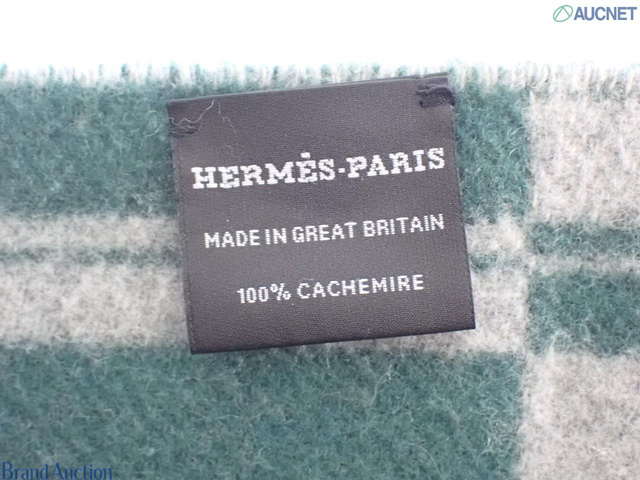 AUCNET
HERMÈS-PARIS
MADE IN GREAT BRITAIN
100% CACHEMIRE
Brand Auction